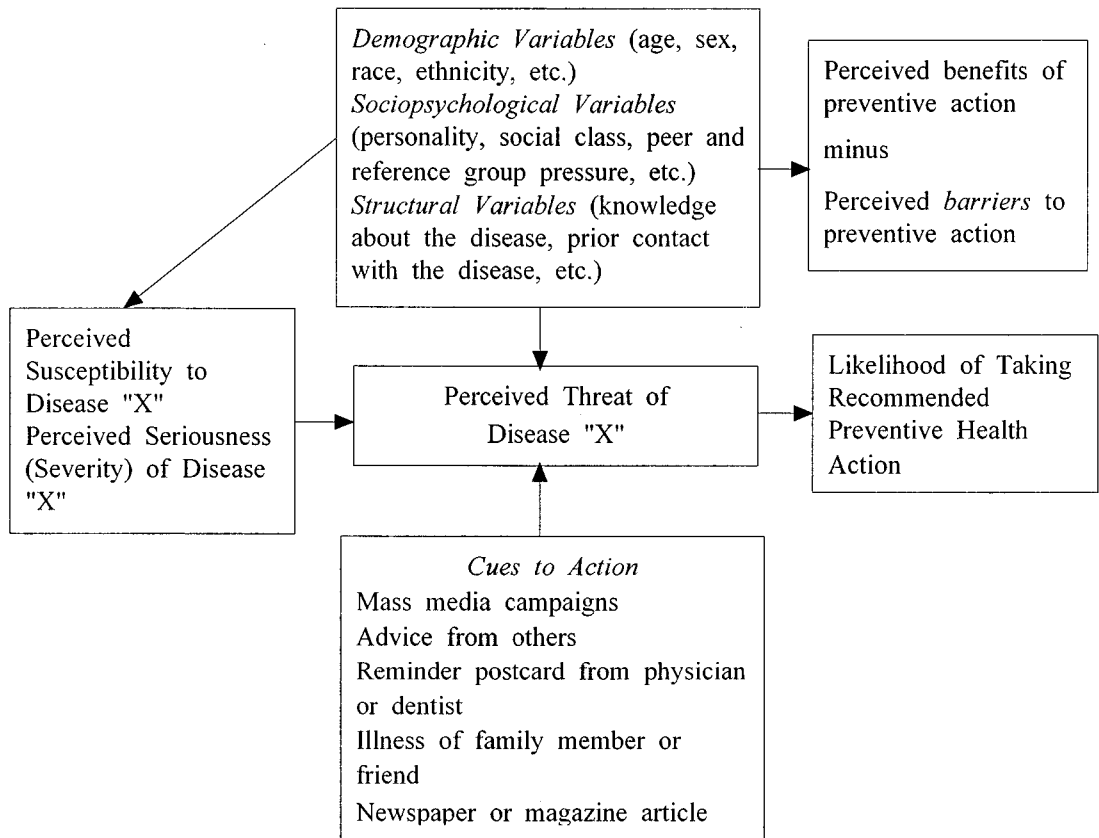 Demographic Variables (age, sex,
race, ethnicity, etc.)
Sociopsychological Variables
(personality, social class, peer and
reference group pressure, etc.)
Structural Variables (knowledge
about the disease, prior contact
with the disease, etc.)
Perceived benefits of
preventive action
minus
Perceived barriers to
preventive action
Perceived
Susceptibility to
Disease "X"
Perceived Seriousness
(Severity) of Disease
"X"
Perceived Threat of
Disease "X"
Likelihood of Taking
Recommended
Preventive Health
Action
Cues to Action
Mass media campaigns
Advice from others
Reminder postcard from physician
or dentist
Illness of family member or
friend
Newspaper or magazine article